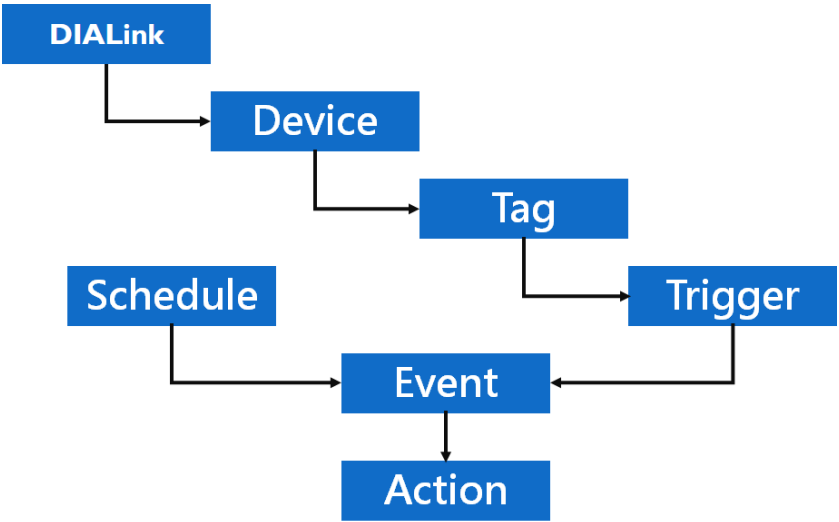 DIALink
Device
Tag
Schedule
Trigger
Event
Action